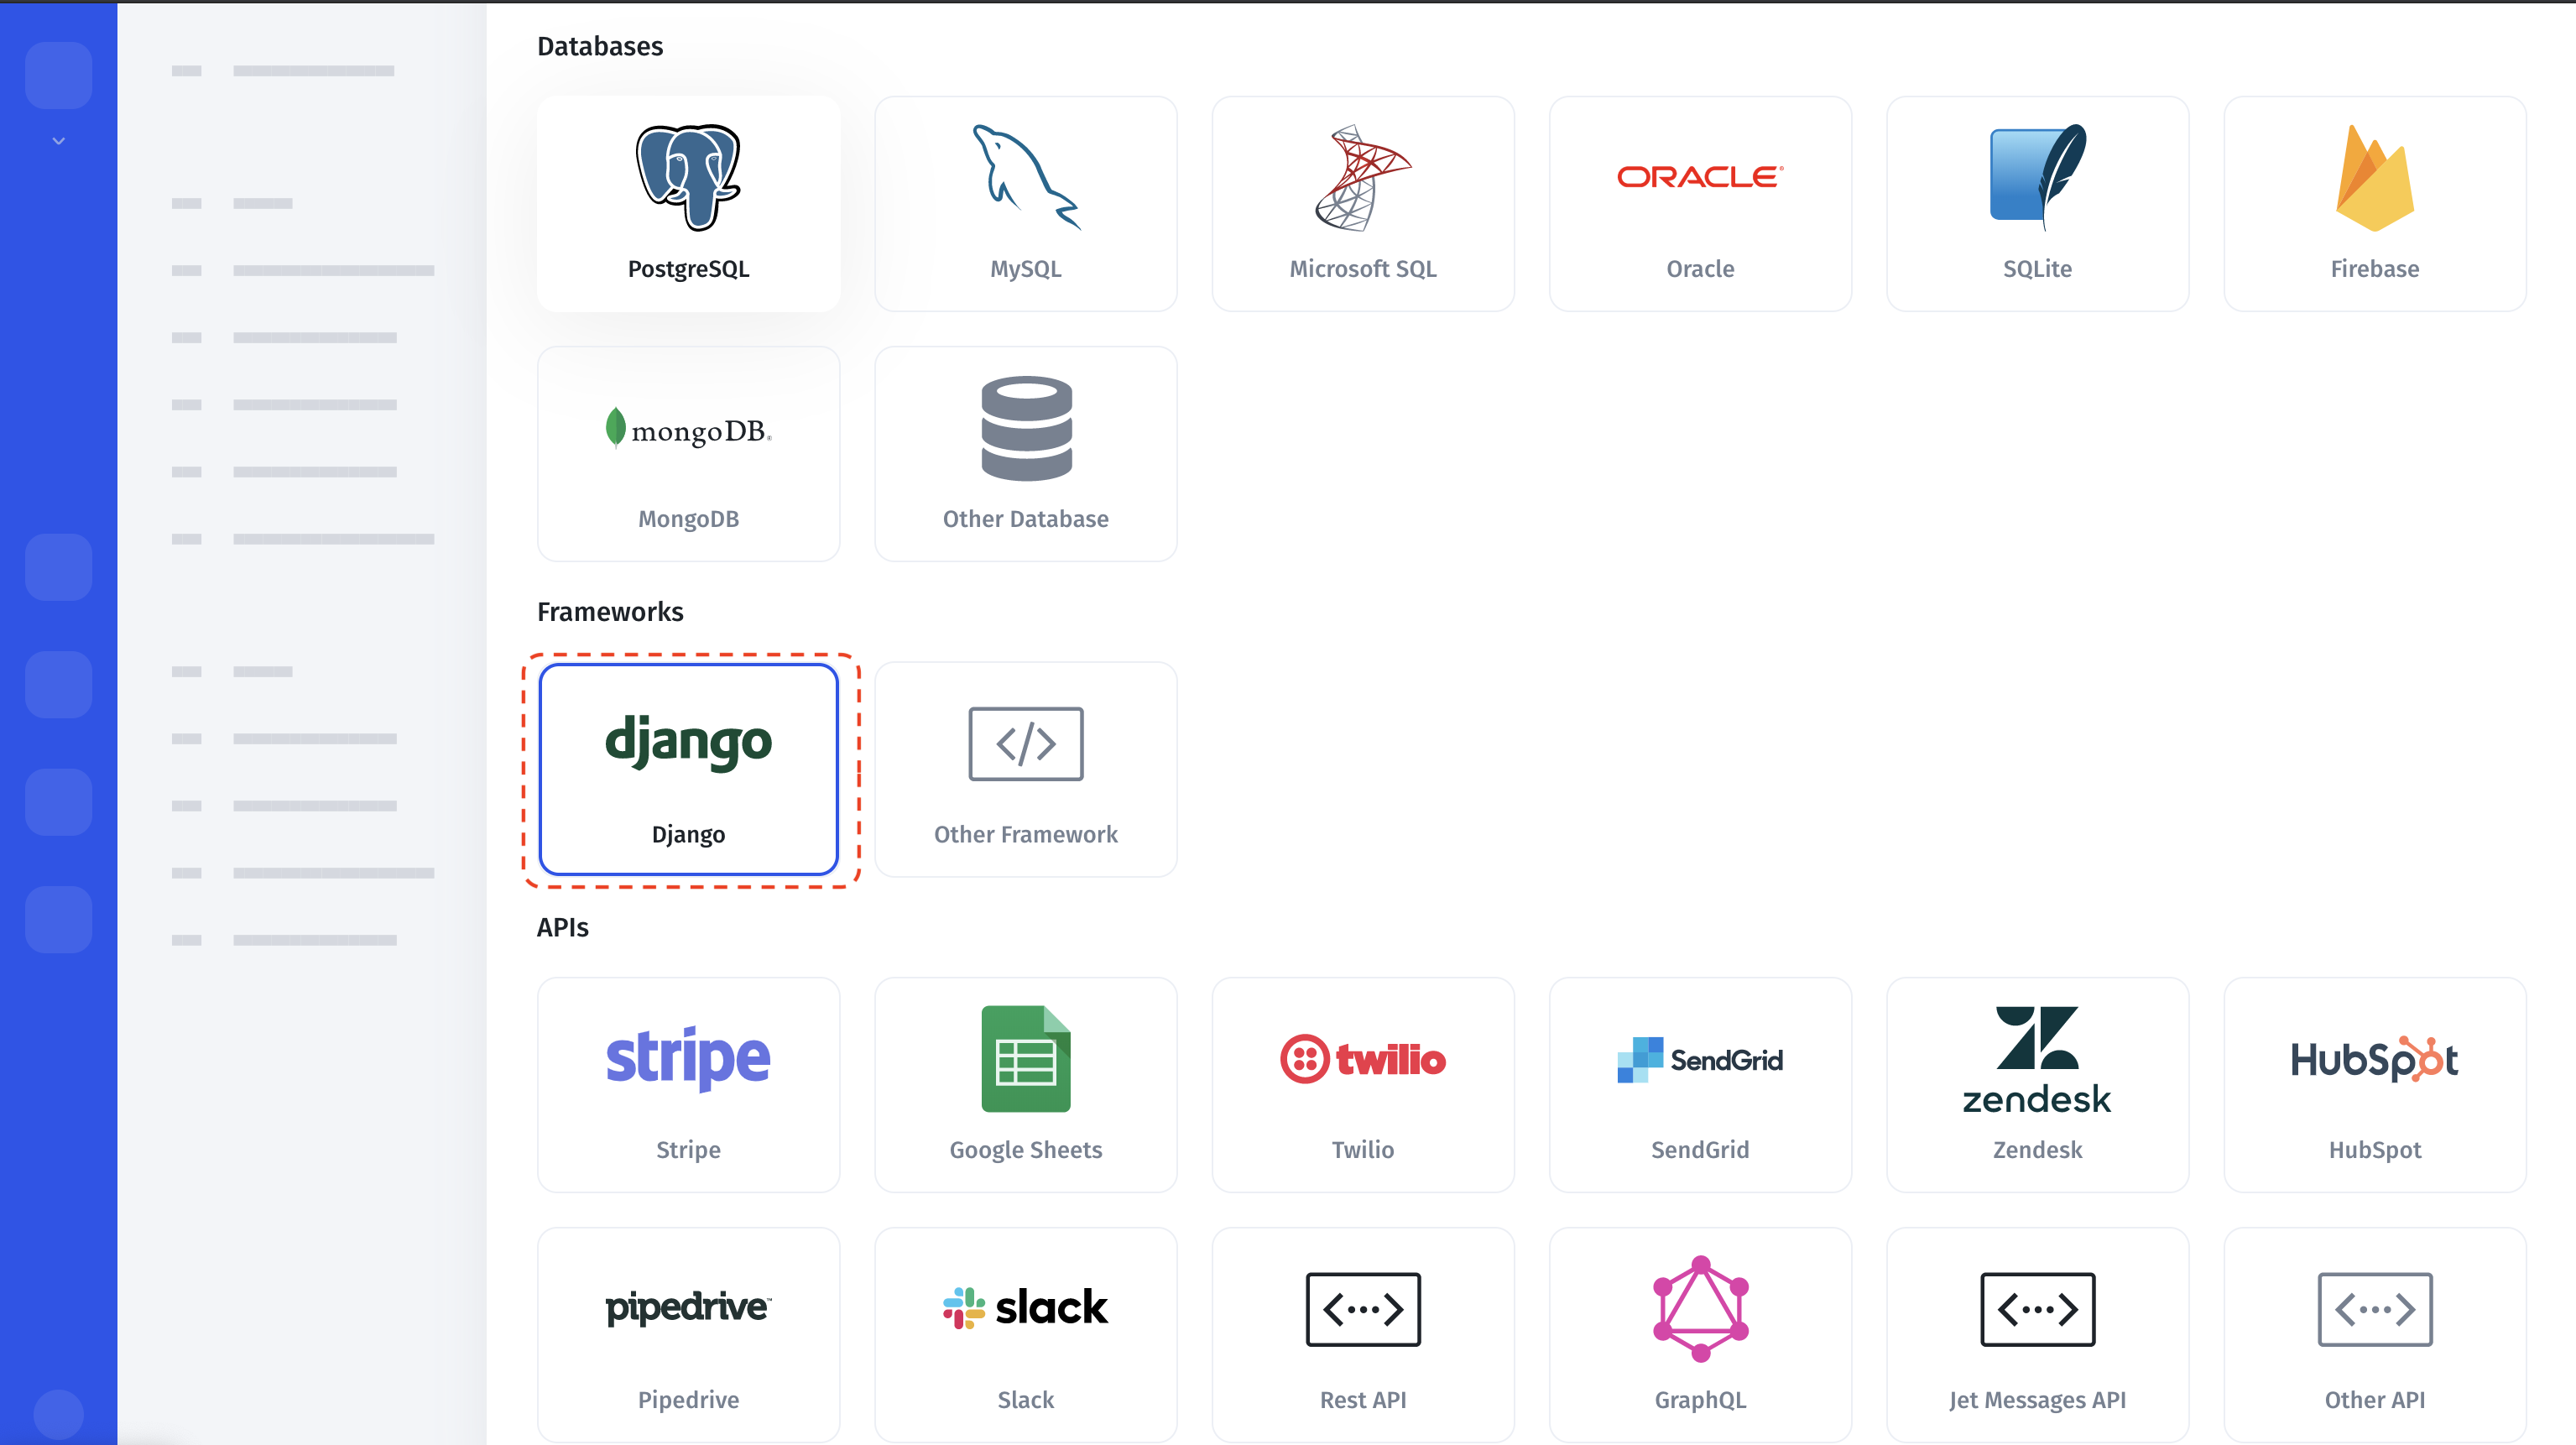 Databases
ORACLE®
PostgreSQL
MySQL
Microsoft SQL
Oracle
SQLite
Firebase
mongoDB®
MongoDB
Other Database
Frameworks
django
</>
Django
Other Framework
APIs
stripe
twilio
SendGrid
zendesk
HubSpot
Stripe
Google Sheets
Twilio
SendGrid
Zendesk
HubSpot
pipedrive™
slack
<···>
<···>
<···>
Pipedrive
Slack
Rest API
GraphQL
Jet Messages API
Other API